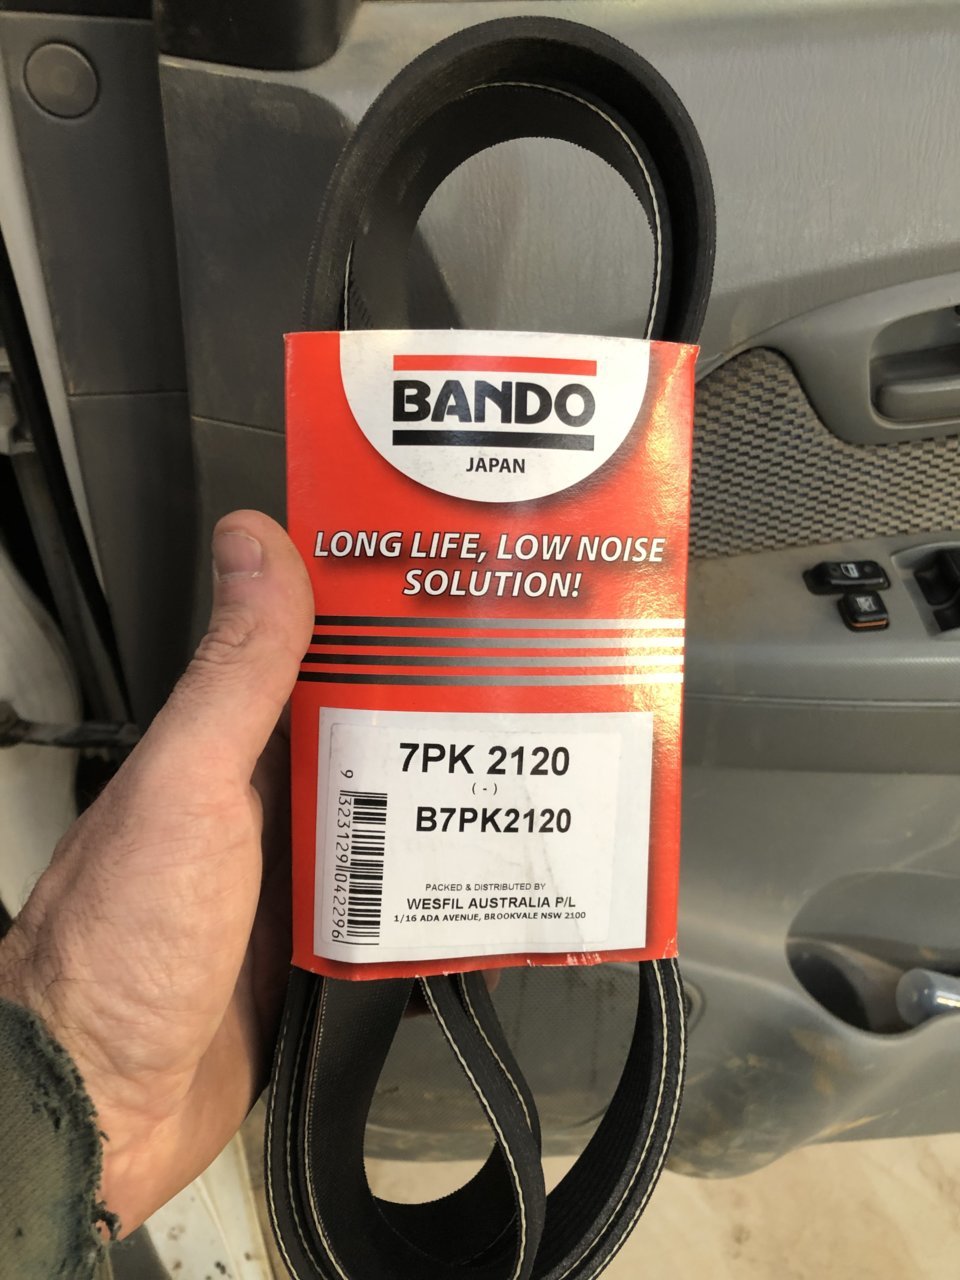 BANDO
JAPAN
LONG LIFE, LOW NOISE
SOLUTION!
7PK 2120
( - )
B7PK2120
9 323129 042296
PACKED & DISTRIBUTED BY
WESFIL AUSTRALIA P/L
1/16 ADA AVENUE, BROOKVALE NSW 2100